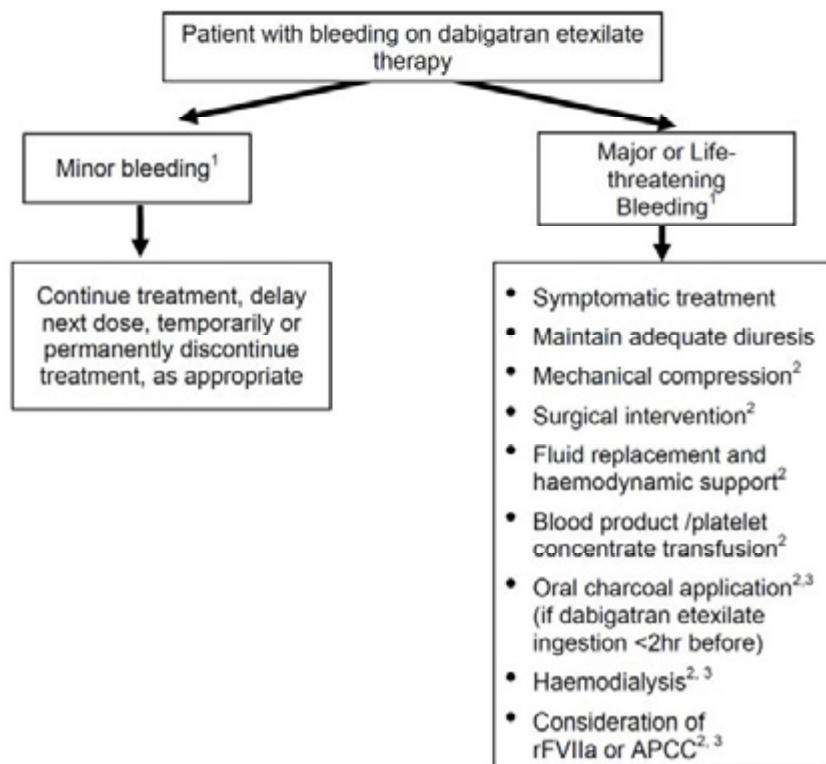 Patient with bleeding on dabigatran etexilate
therapy
Minor bleeding1
Major or Life-
threatening
Bleeding1
Continue treatment, delay
next dose, temporarily or
permanently discontinue
treatment, as appropriate
• Symptomatic treatment
• Maintain adequate diuresis
• Mechanical compression2
• Surgical intervention2
• Fluid replacement and
haemodynamic support2
• Blood product /platelet
concentrate transfusion2
• Oral charcoal application2,3
(if dabigatran etexilate
ingestion <2hr before)
• Haemodialysis2, 3
• Consideration of
rFVIIa or APCC2, 3